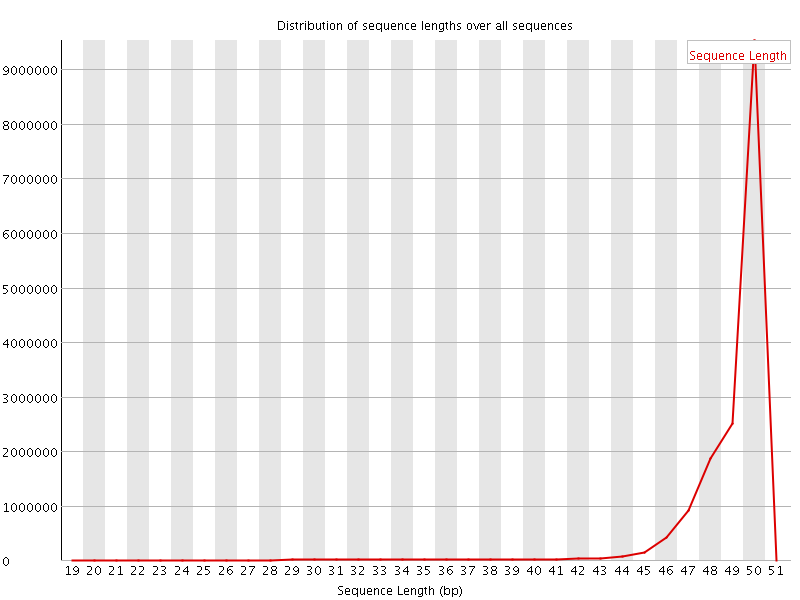 Distribution of sequence lengths over all sequences
Sequence Length
9000000
8000000
7000000
6000000
5000000
4000000
3000000
2000000
1000000
0
19 20 21 22 23 24 25 26 27 28 29 30 31 32 33 34 35 36 37 38 39 40 41 42 43 44 45 46 47 48 49 50 51
Sequence Length (bp)